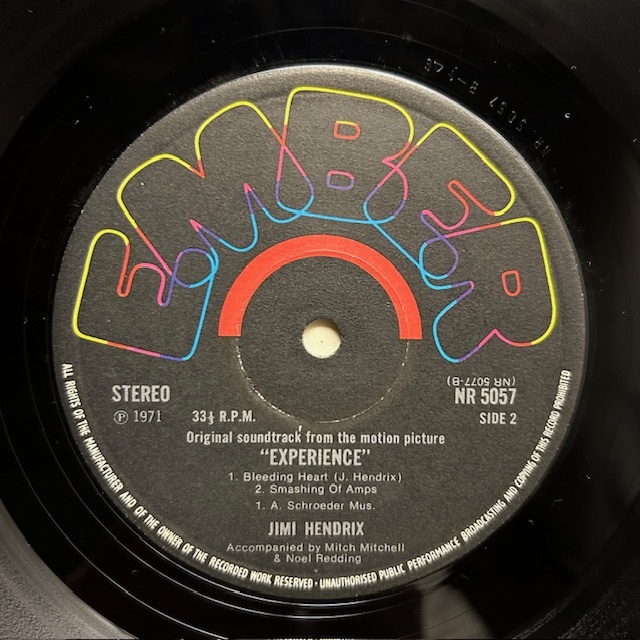 NR 5057 B-1
EMBER
STEREO
℗ 1971
33⅓ R.P.M.
(NR 5077-B)
NR 5057
SIDE 2
Original soundtrack from the motion picture
"EXPERIENCE"
1. Bleeding Heart (J. Hendrix)
2. Smashing Of Amps
1. A. Schroeder Mus.
JIMI HENDRIX
Accompanied by Mitch Mitchell
& Noel Redding
ALL RIGHTS OF THE MANUFACTURER AND OF THE OWNER OF THE RECORDED WORK RESERVED · UNAUTHORISED PUBLIC PERFORMANCE BROADCASTING AND COPYING OF THIS RECORD PROHIBITED